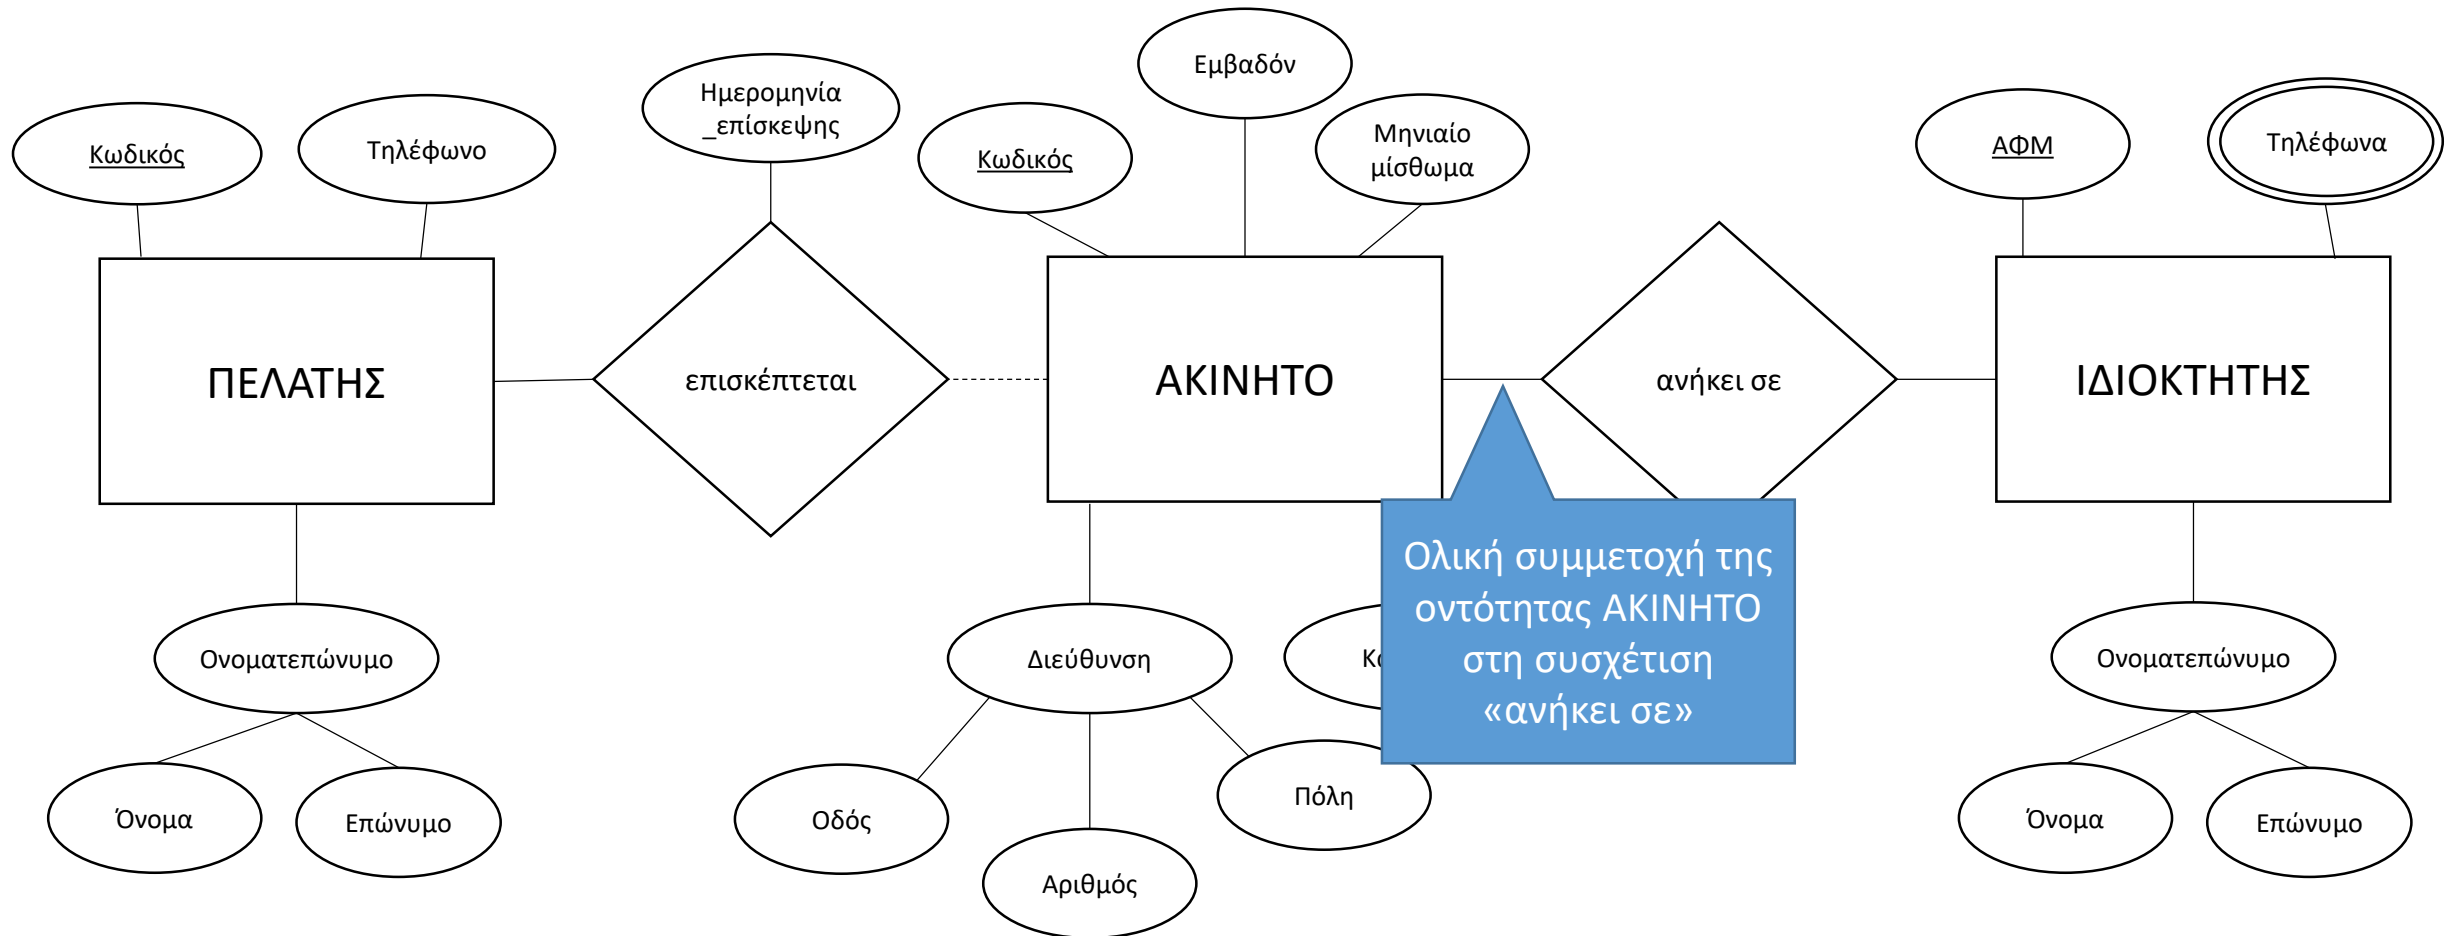 Εμβαδόν
Ημερομηνία
_επίσκεψης
Κωδικός
Τηλέφωνο
Κωδικός
Μηνιαίο
μίσθωμα
ΑΦΜ
Τηλέφωνα
ΠΕΛΑΤΗΣ
επισκέπτεται
ΑΚΙΝΗΤΟ
ανήκει σε
ΙΔΙΟΚΤΗΤΗΣ
Ολική συμμετοχή της
οντότητας ΑΚΙΝΗΤΟ
στη συσχέτιση
«ανήκει σε»
Ονοματεπώνυμο
Διεύθυνση
Ονοματεπώνυμο
Όνομα
Επώνυμο
Οδός
Αριθμός
Πόλη
Όνομα
Επώνυμο